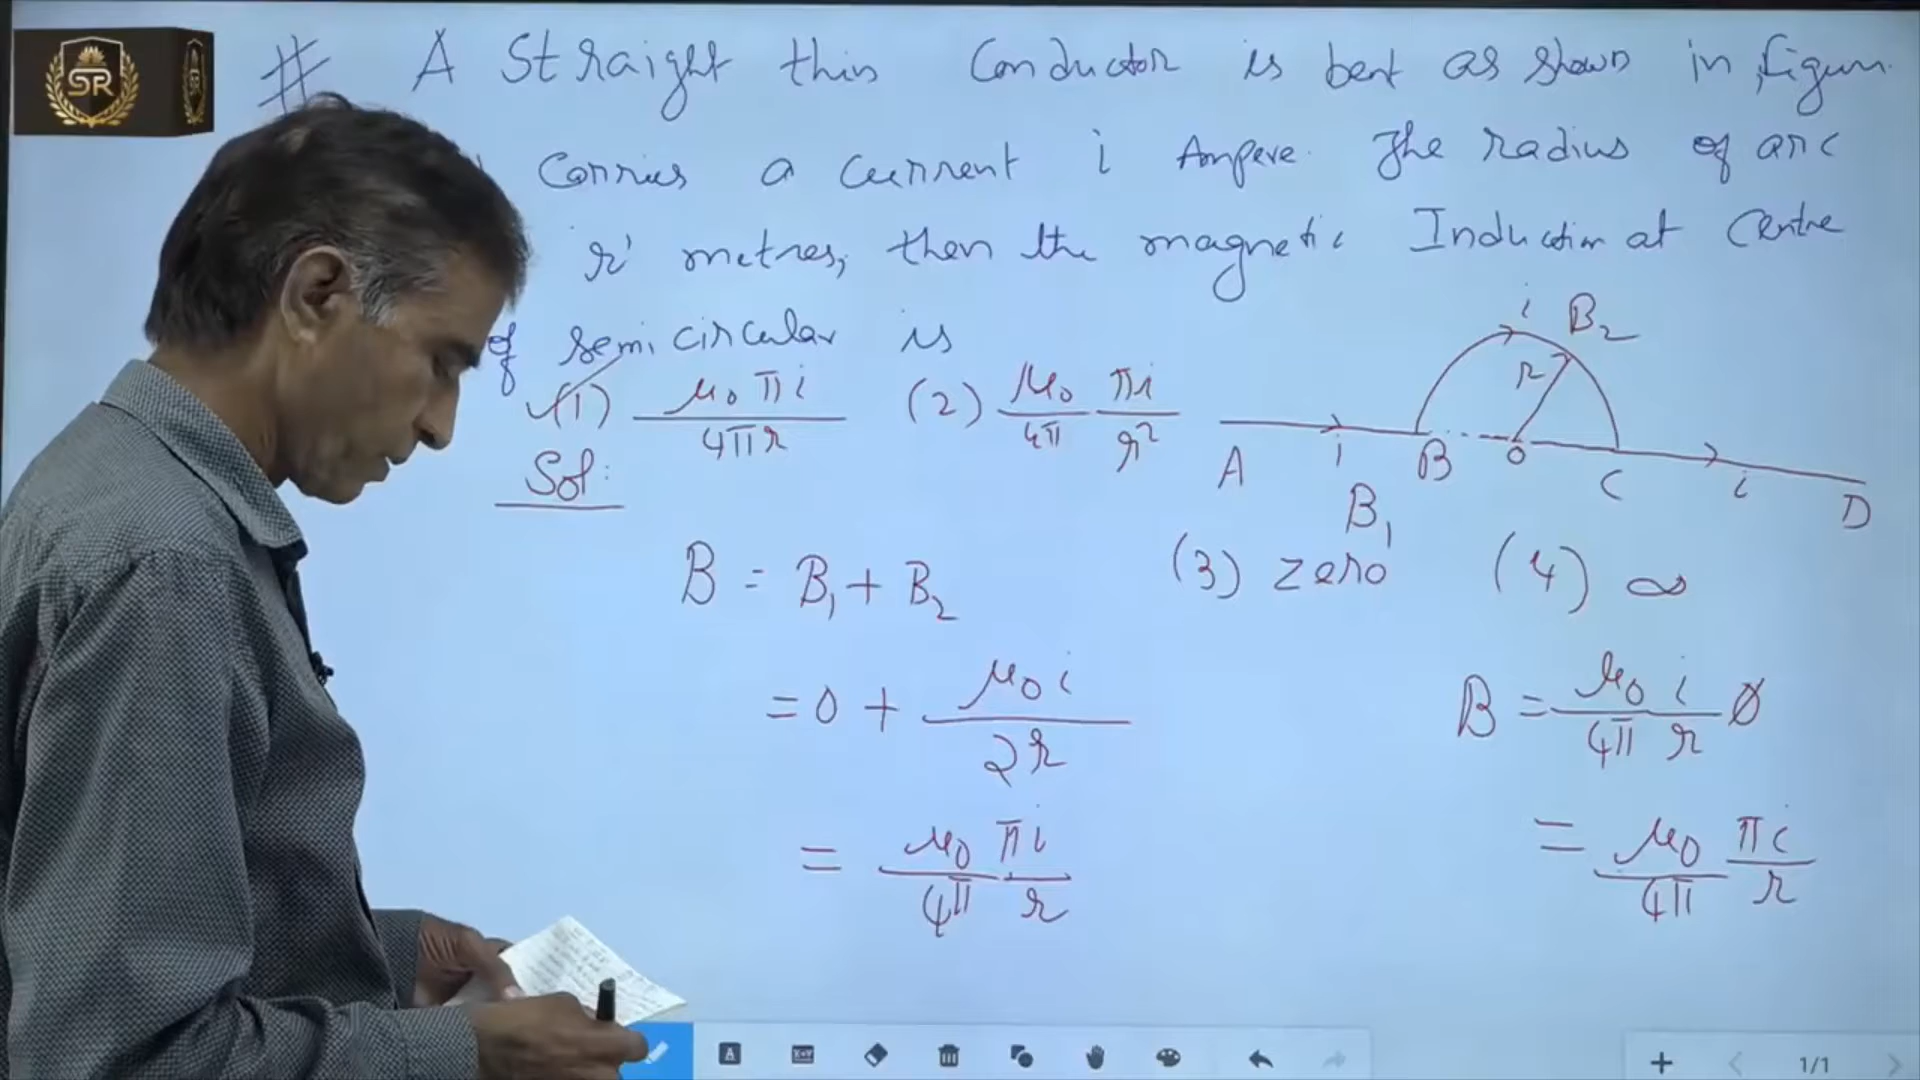 SR
# A Straight thin Conductor is bent as shown in figure.
Carries a current i Ampere. The radius of arc
'r' metres, then the magnetic Induction at Centre
of semicircular is
(1) μ₀πi/4πr (2) μ₀/4π πi/r²
i B₂
r
A i B O C i D
B₁
Sol:
(3) zero (4) ∞
B = B₁ + B₂
= 0 + μ₀i/2r
= μ₀/4π πi/r
B = μ₀/4π i/r Ø
= μ₀/4π πi/r
1/1